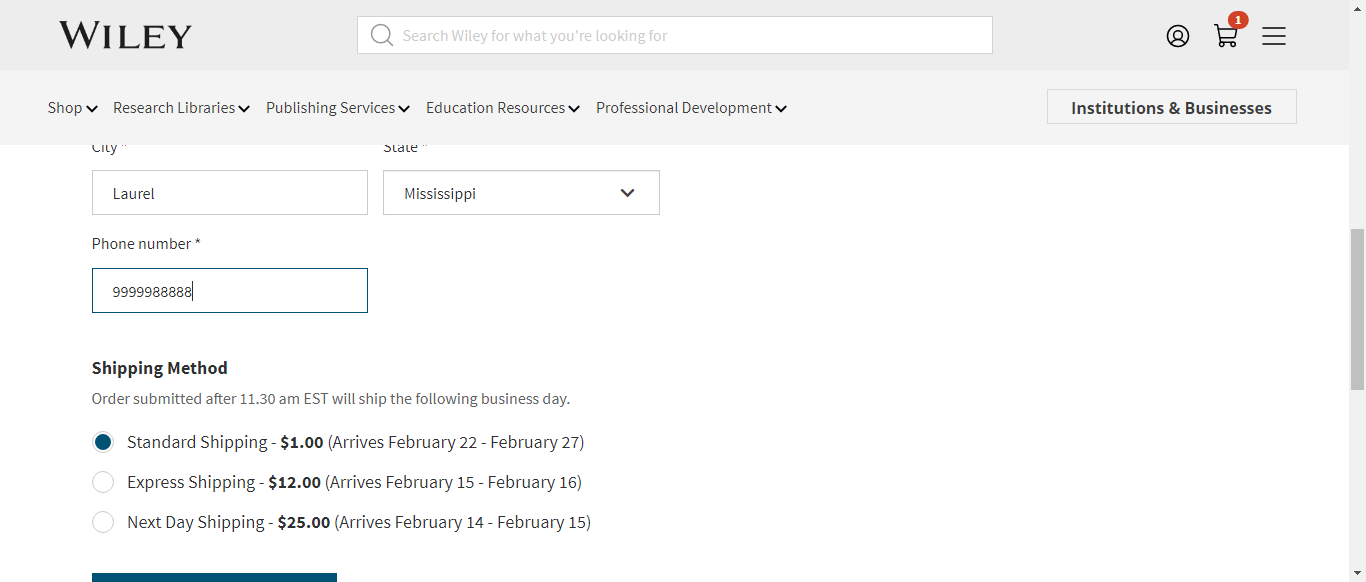 WILEY
Search Wiley for what you're looking for
1
Shop Research Libraries Publishing Services Education Resources Professional Development Institutions & Businesses
City * State *
Laurel Mississippi
Phone number *
9999988888
Shipping Method
Order submitted after 11.30 am EST will ship the following business day.
Standard Shipping - $1.00 (Arrives February 22 - February 27)
Express Shipping - $12.00 (Arrives February 15 - February 16)
Next Day Shipping - $25.00 (Arrives February 14 - February 15)